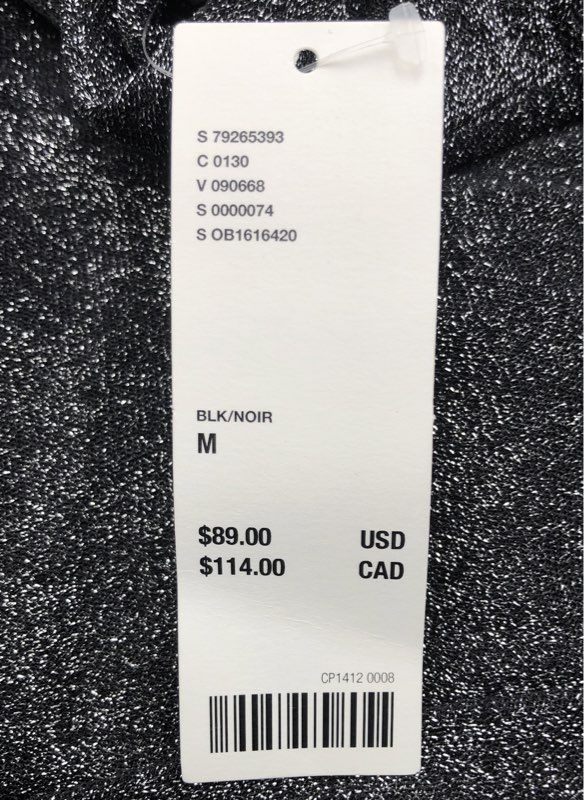 S 79265393
C 0130
V 090668
S 0000074
S OB1616420
BLK/NOIR
M
$89.00 USD
$114.00 CAD
CP1412 0008